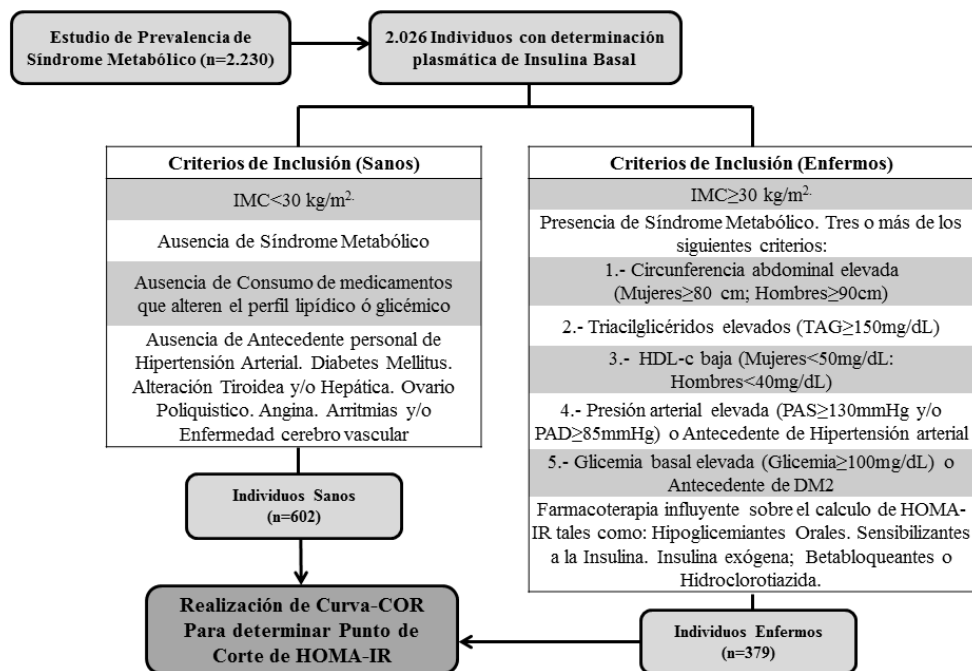 Estudio de Prevalencia de
Síndrome Metabólico (n=2.230)
2.026 Individuos con determinación
plasmática de Insulina Basal
Criterios de Inclusión (Sanos)
IMC<30 kg/m2.
Ausencia de Síndrome Metabólico
Ausencia de Consumo de medicamentos
que alteren el perfil lipídico ó glicémico
Ausencia de Antecedente personal de
Hipertensión Arterial. Diabetes Mellitus.
Alteración Tiroidea y/o Hepática. Ovario
Poliquistico. Angina. Arritmias y/o
Enfermedad cerebro vascular
Individuos Sanos
(n=602)
Criterios de Inclusión (Enfermos)
IMC≥30 kg/m2.
Presencia de Síndrome Metabólico. Tres o más de los
siguientes criterios:
1.- Circunferencia abdominal elevada
(Mujeres≥80 cm; Hombres≥90cm)
2.- Triacilglicéridos elevados (TAG≥150mg/dL)
3.- HDL-c baja (Mujeres<50mg/dL:
Hombres<40mg/dL)
4.- Presión arterial elevada (PAS≥130mmHg y/o
PAD≥85mmHg) o Antecedente de Hipertensión arterial
5.- Glicemia basal elevada (Glicemia≥100mg/dL) o
Antecedente de DM2
Farmacoterapia influyente sobre el calculo de HOMA-
IR tales como: Hipoglicemiantes Orales. Sensibilizantes
a la Insulina. Insulina exógena; Betabloqueantes o
Hidroclorotiazida.
Individuos Enfermos
(n=379)
Realización de Curva-COR
Para determinar Punto de
Corte de HOMA-IR